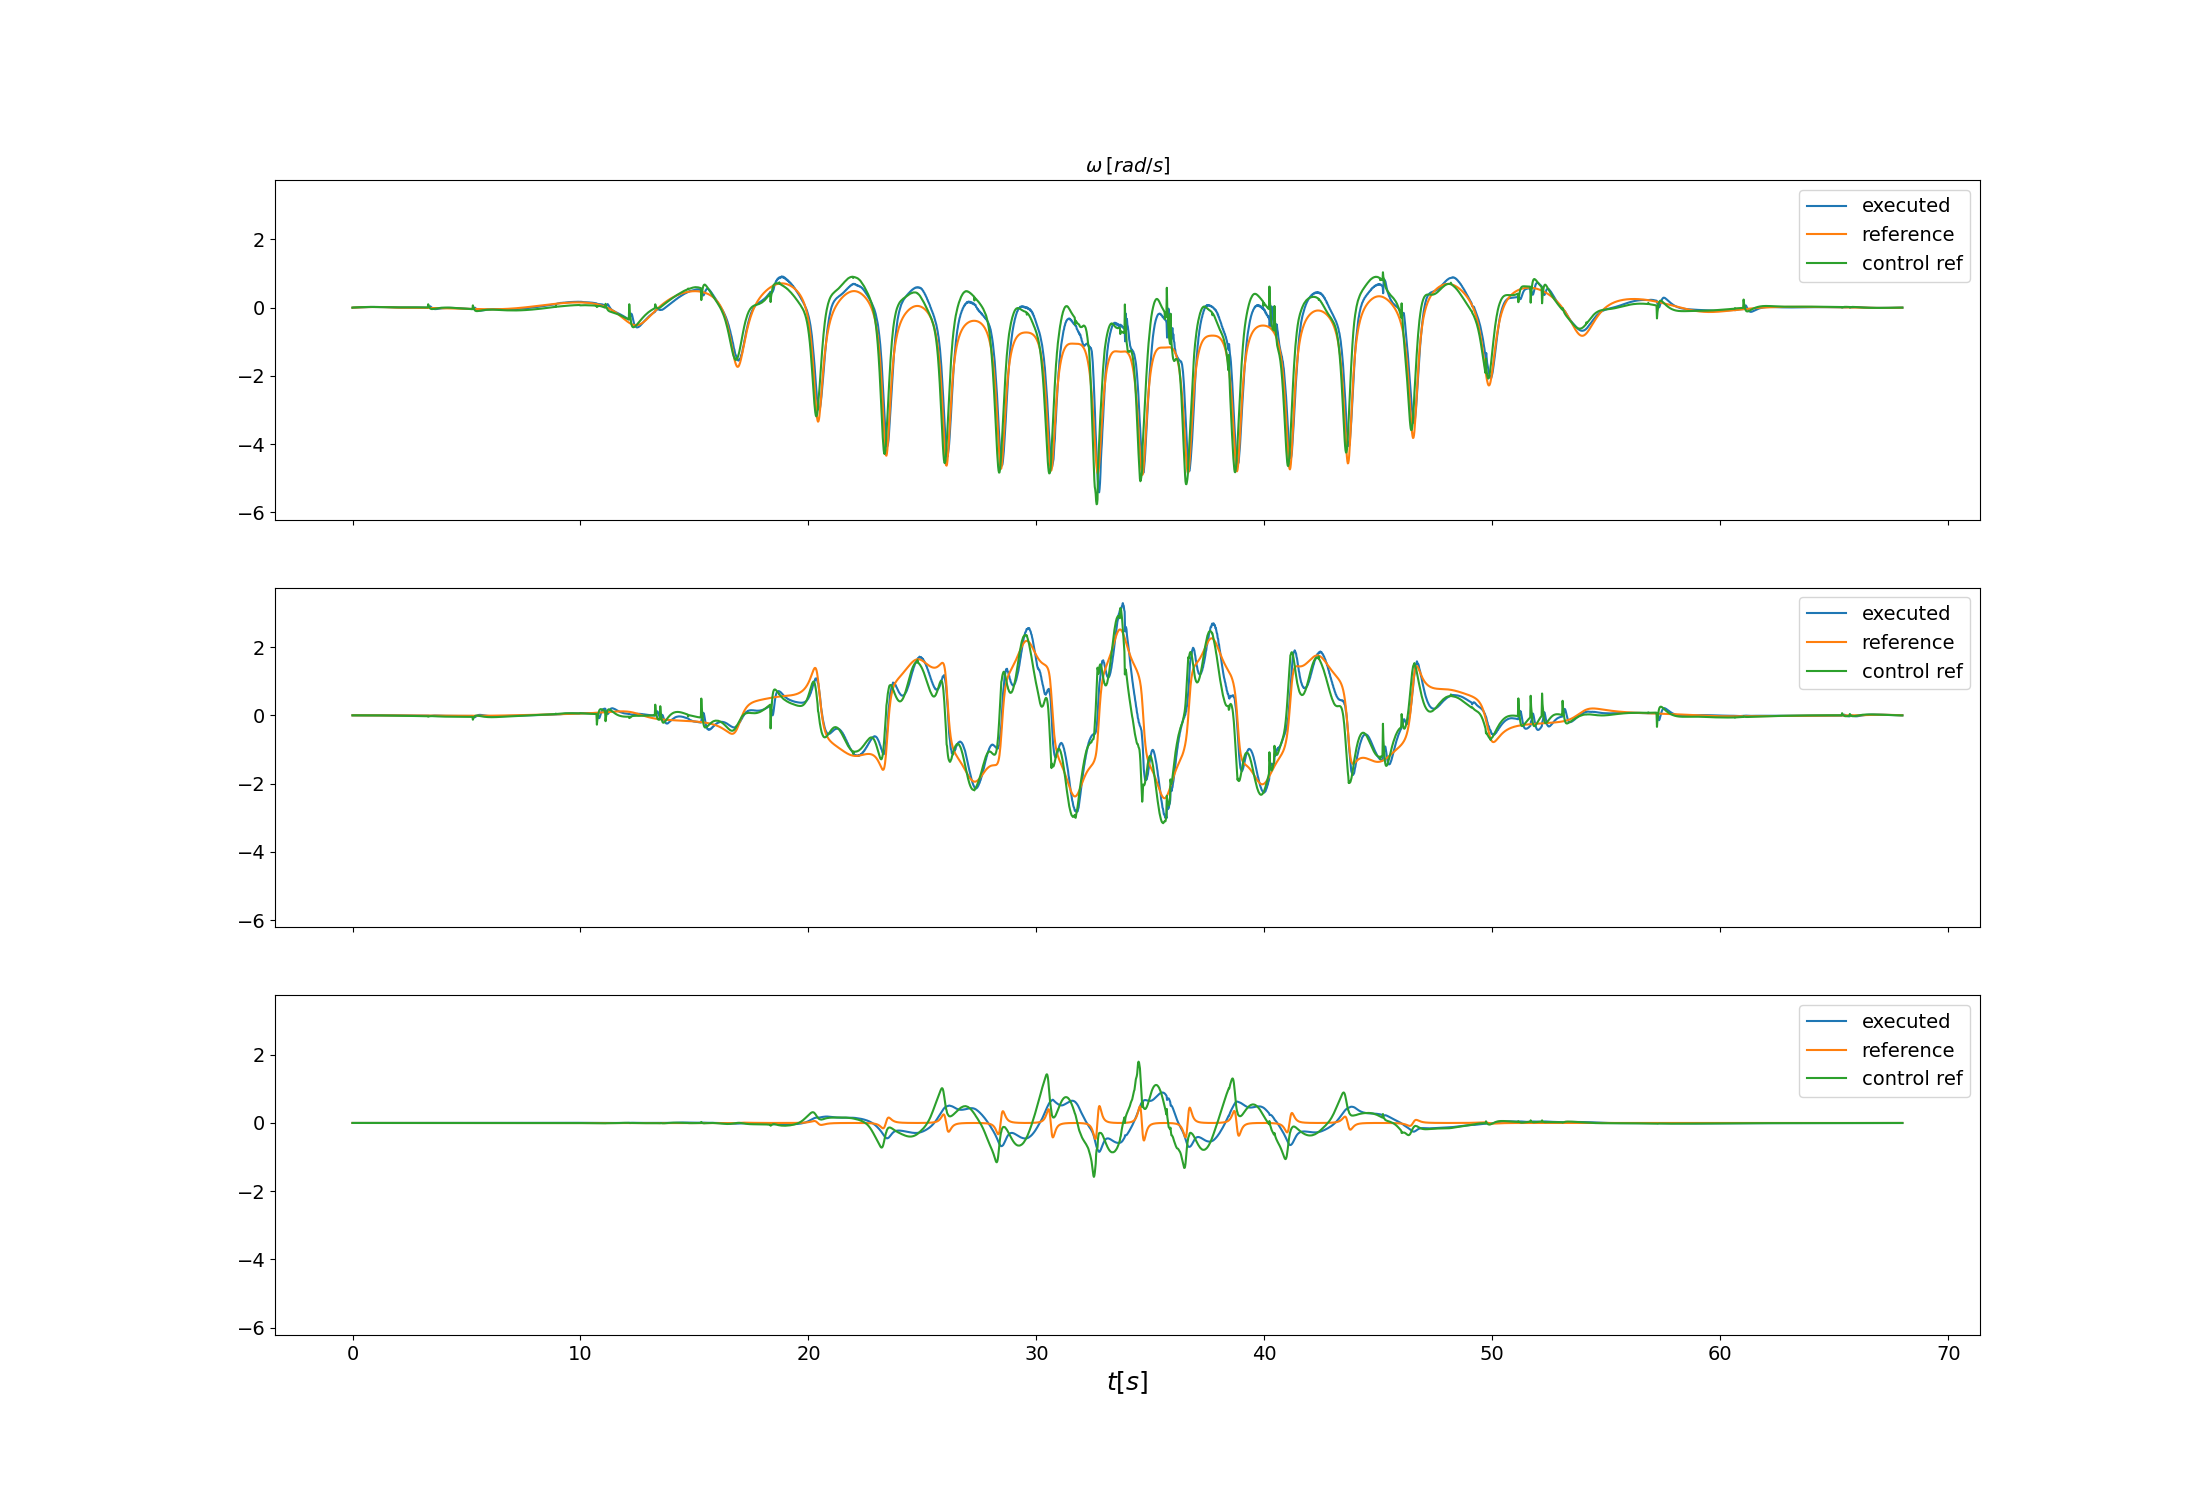 ω [rad/s]
executed
reference
control ref
2
0
−2
−4
−6
executed
reference
control ref
2
0
−2
−4
−6
executed
reference
control ref
2
0
−2
−4
−6
0 10 20 30 40 50 60 70
t[s]